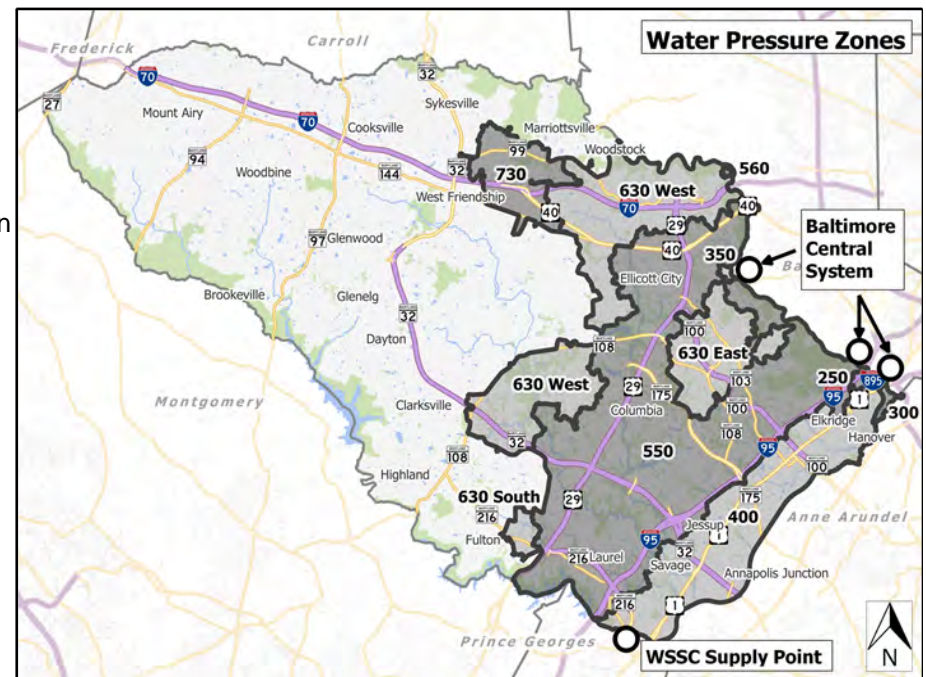 Water Pressure Zones
Carroll
Frederick
70
32
27
Mount Airy
Sykesville
70
Cooksville
Marriottsville
99
Woodstock
94
144
32
730
560
Woodbine
630 West
West Friendship
40
70
40
29
m
97
Glenwood
40
350
Baltimore
Central
System
Ba
Ellicott City
Brookeville
Glenelg
32
100
100
Dayton
108
630 East
630 West
29
103
250
895
175
95
1
Montgomery
Clarksville
Columbia
100
Elkridge
300
32
108
Hanover
108
550
95
100
Highland
175
630 South
29
400
Anne Arundel
216
Jessup
1
Fulton
95
32
216
Laurel
Savage
Annapolis Junction
216
1
Prince Georges
WSSC Supply Point
N